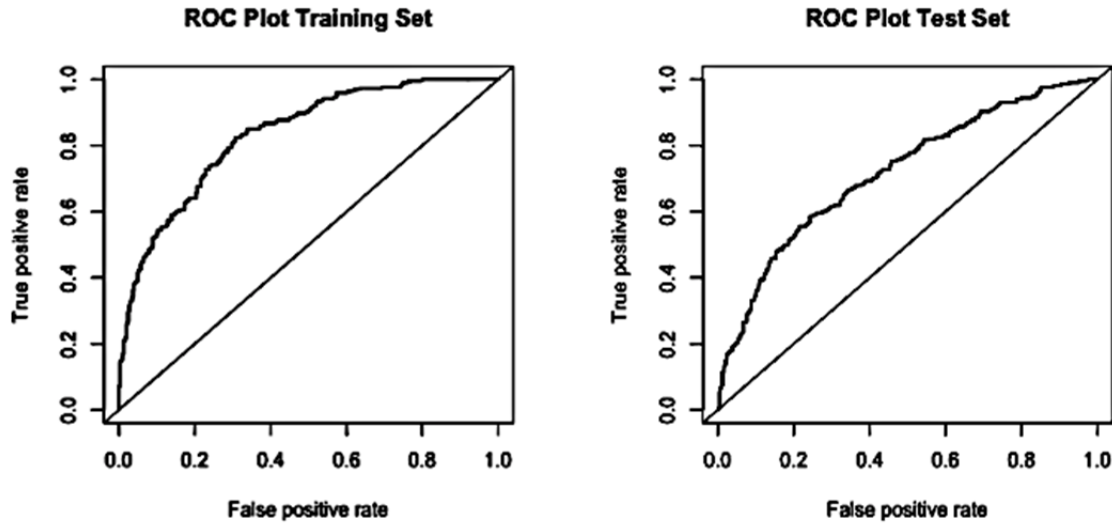 ROC Plot Training Set
True positive rate
1.0
0.8
0.6
0.4
0.2
0.0
0.0 0.2 0.4 0.6 0.8 1.0
False positive rate
ROC Plot Test Set
True positive rate
1.0
0.8
0.6
0.4
0.2
0.0
0.0 0.2 0.4 0.6 0.8 1.0
False positive rate